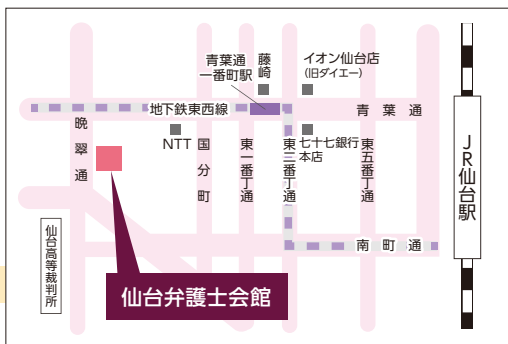 青葉通
一番町駅
藤崎
イオン仙台店
(旧ダイエー)
地下鉄東西線
青葉通
晩翠通
NTT
国分町
東一番丁通
東三番丁通
七十七銀行
本店
東五番丁通
JR仙台駅
南町通
仙台高等裁判所
仙台弁護士会館